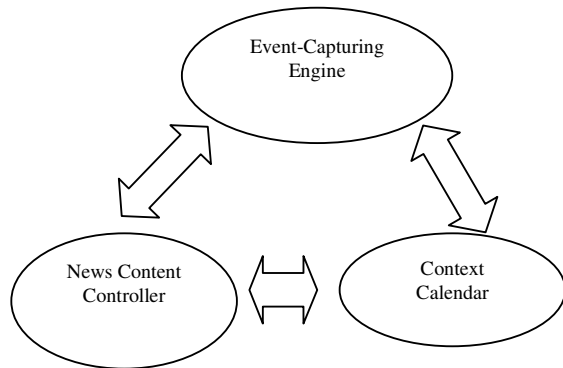 Event-Capturing
Engine
News Content
Controller
Context
Calendar